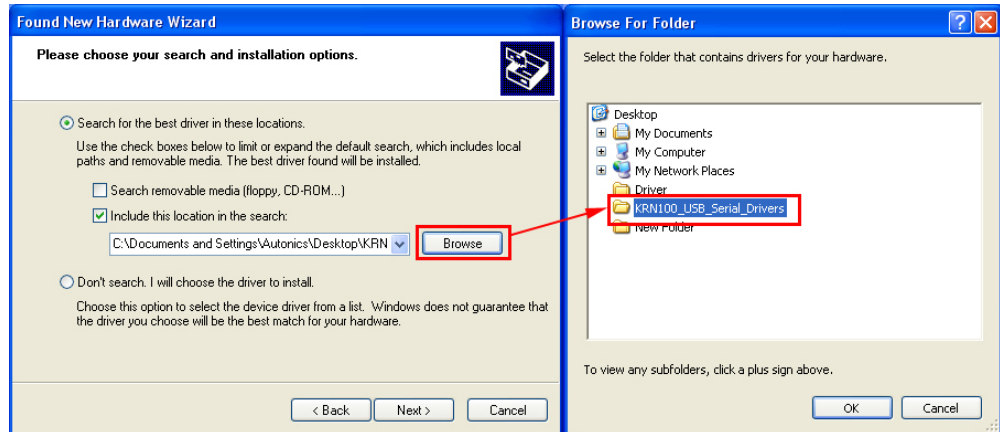 Found New Hardware Wizard
Please choose your search and installation options.
Search for the best driver in these locations.
Use the check boxes below to limit or expand the default search, which includes local
paths and removable media. The best driver found will be installed.
Search removable media (floppy, CD-ROM...)
Include this location in the search:
C:\Documents and Settings\Autonics\Desktop\KRN
Browse
Don't search. I will choose the driver to install.
Choose this option to select the device driver from a list. Windows does not guarantee that
the driver you choose will be the best match for your hardware.
< Back
Next >
Cancel
Browse For Folder
Select the folder that contains drivers for your hardware.
Desktop
My Documents
My Computer
My Network Places
Driver
KRN100_USB_Serial_Drivers
New Folder
To view any subfolders, click a plus sign above.
OK
Cancel